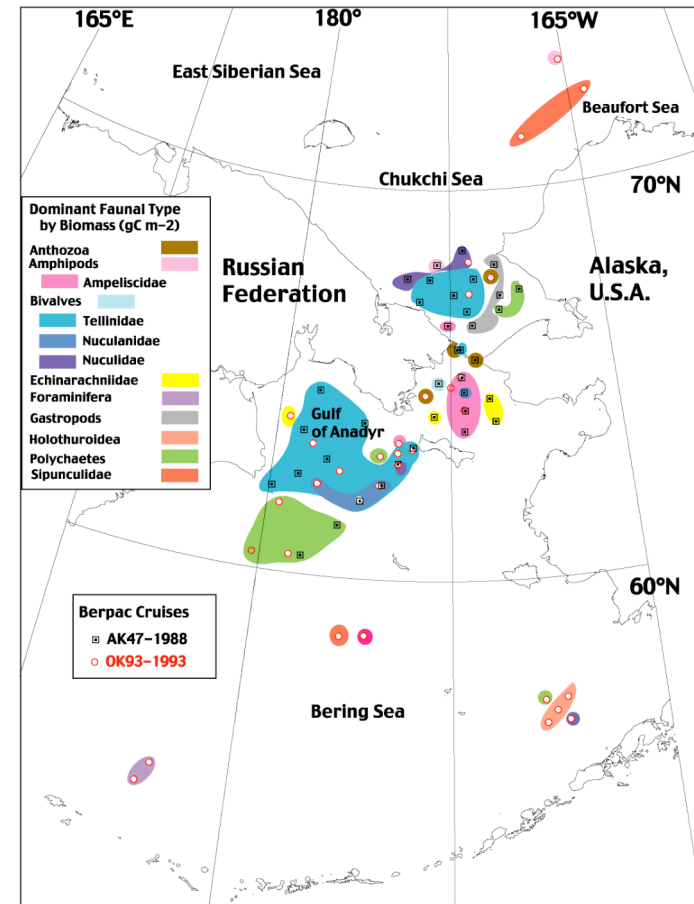 165°E
180°
165°W
East Siberian Sea
Beaufort Sea
Chukchi Sea
70°N
Dominant Faunal Type
by Biomass (gC m-2)
Anthozoa
Amphipods
Ampeliscidae
Bivalves
Tellinidae
Nuculanidae
Nuculidae
Echinarachniidae
Foraminifera
Gastropods
Holothuroidea
Polychaetes
Sipunculidae
Russian
Federation
Alaska,
U.S.A.
Gulf
of Anadyr
60°N
Berpac Cruises
AK47-1988
OK93-1993
Bering Sea